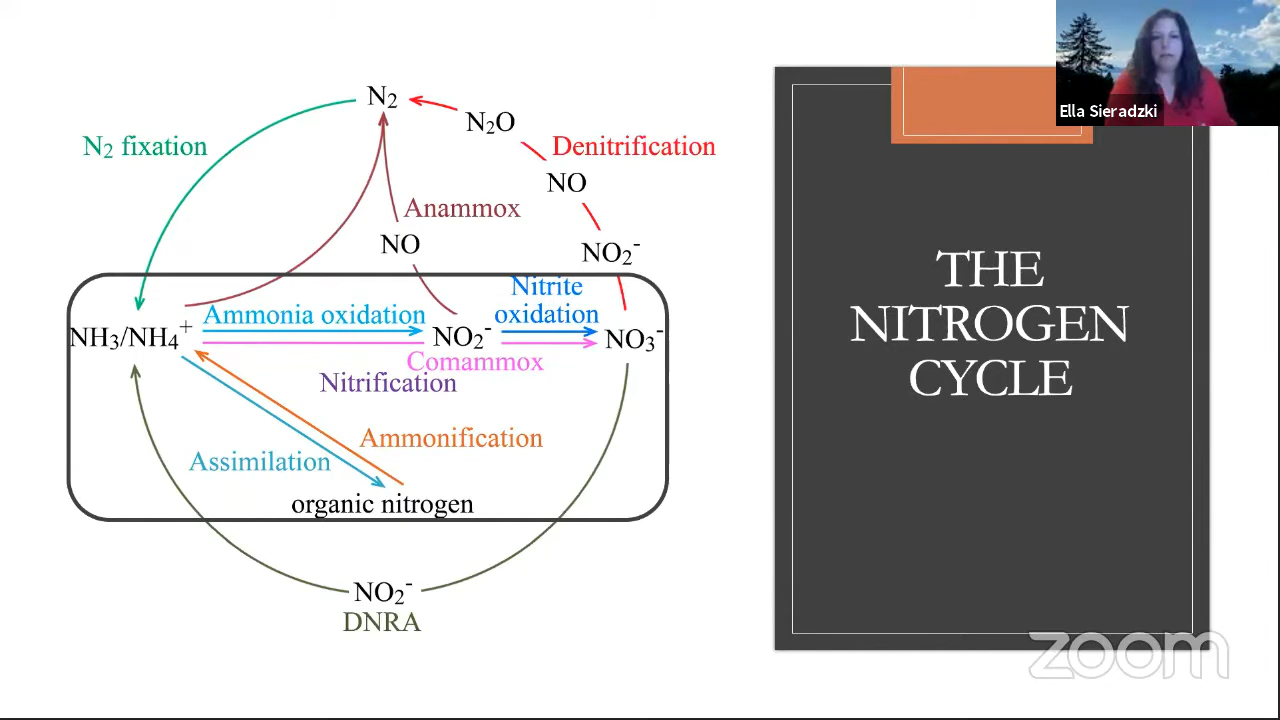 N2
N2O
N2 fixation
Denitrification
NO
Anammox
NO
NO2-
Nitrite
Ammonia oxidation
oxidation
NH3/NH4+
NO2-
NO3-
Comammox
Nitrification
Ammonification
Assimilation
organic nitrogen
NO2-
DNRA
THE
NITROGEN
CYCLE
Ella Sieradzki
zoom